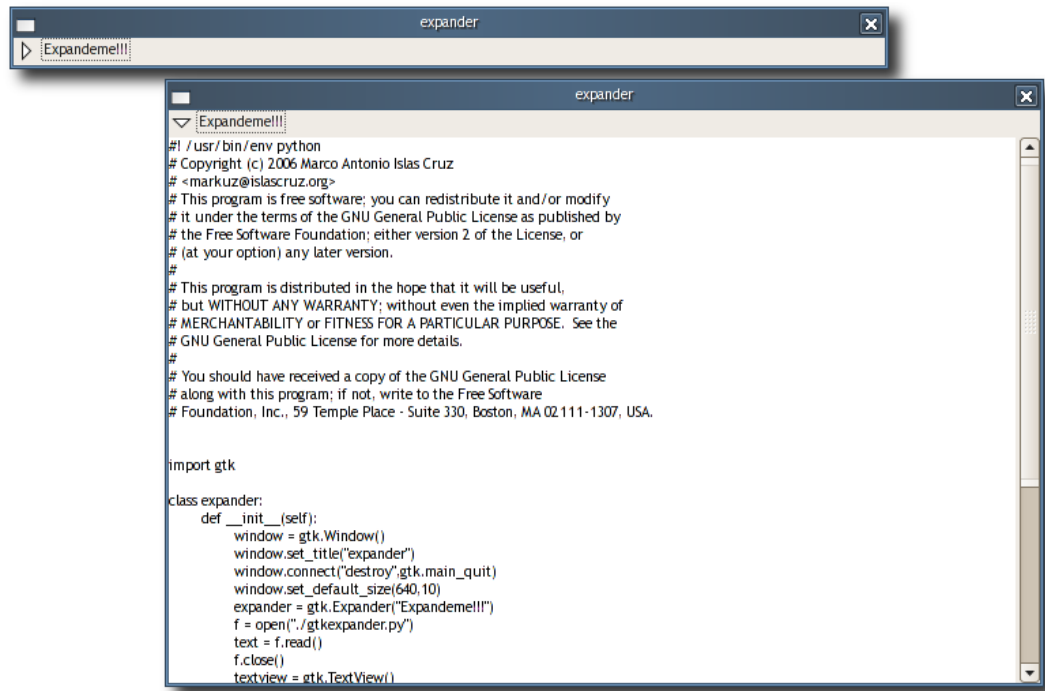 expander
Expandeme!!!
expander
Expandeme!!!
#! /usr/bin/env python
# Copyright (c) 2006 Marco Antonio Islas Cruz
# <markuz@islascruz.org>
# This program is free software; you can redistribute it and/or modify
# it under the terms of the GNU General Public License as published by
# the Free Software Foundation; either version 2 of the License, or
# (at your option) any later version.
#
# This program is distributed in the hope that it will be useful,
# but WITHOUT ANY WARRANTY; without even the implied warranty of
# MERCHANTABILITY or FITNESS FOR A PARTICULAR PURPOSE.  See the
# GNU General Public License for more details.
#
# You should have received a copy of the GNU General Public License
# along with this program; if not, write to the Free Software
# Foundation, Inc., 59 Temple Place - Suite 330, Boston, MA 02111-1307, USA.
import gtk
class expander:
def __init__(self):
window = gtk.Window()
window.set_title("expander")
window.connect("destroy",gtk.main_quit)
window.set_default_size(640,10)
expander = gtk.Expander("Expandeme!!!")
f = open("./gtkexpander.py")
text = f.read()
f.close()
textview = gtk.TextView()